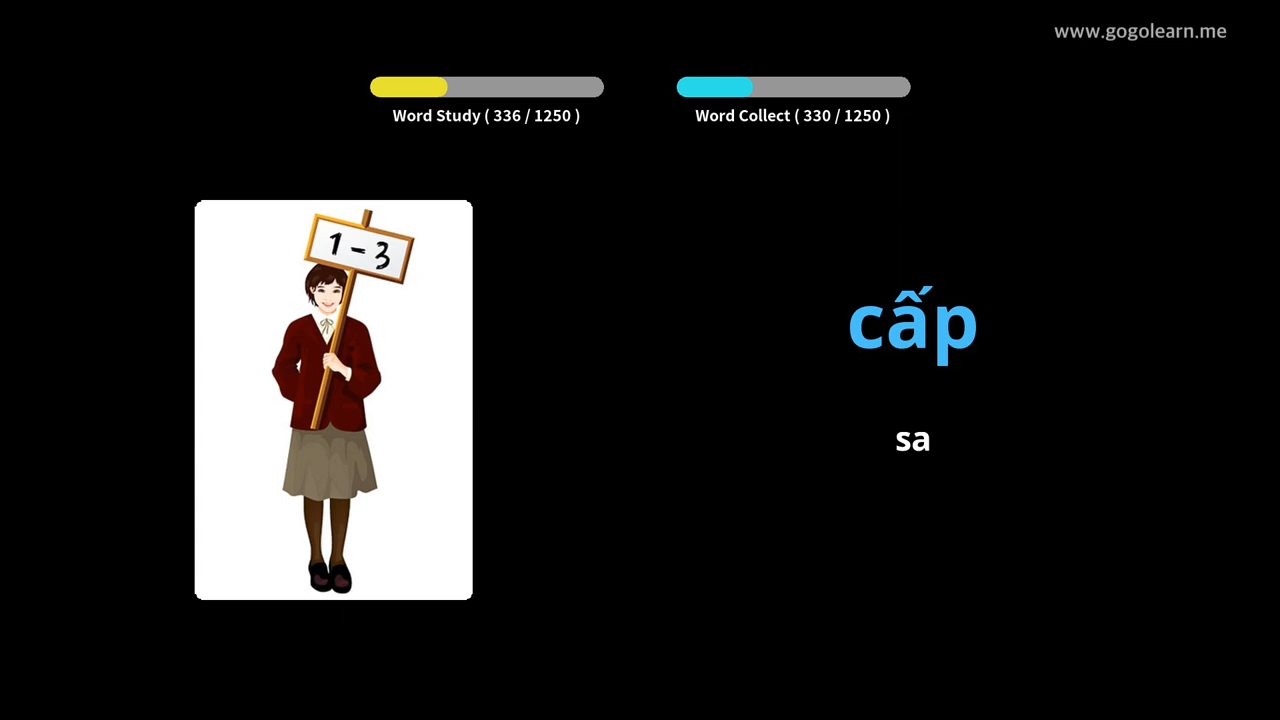 www.gogolearn.me
Word Study ( 336 / 1250 )
Word Collect ( 330 / 1250 )
1 - 3
cấp
sa